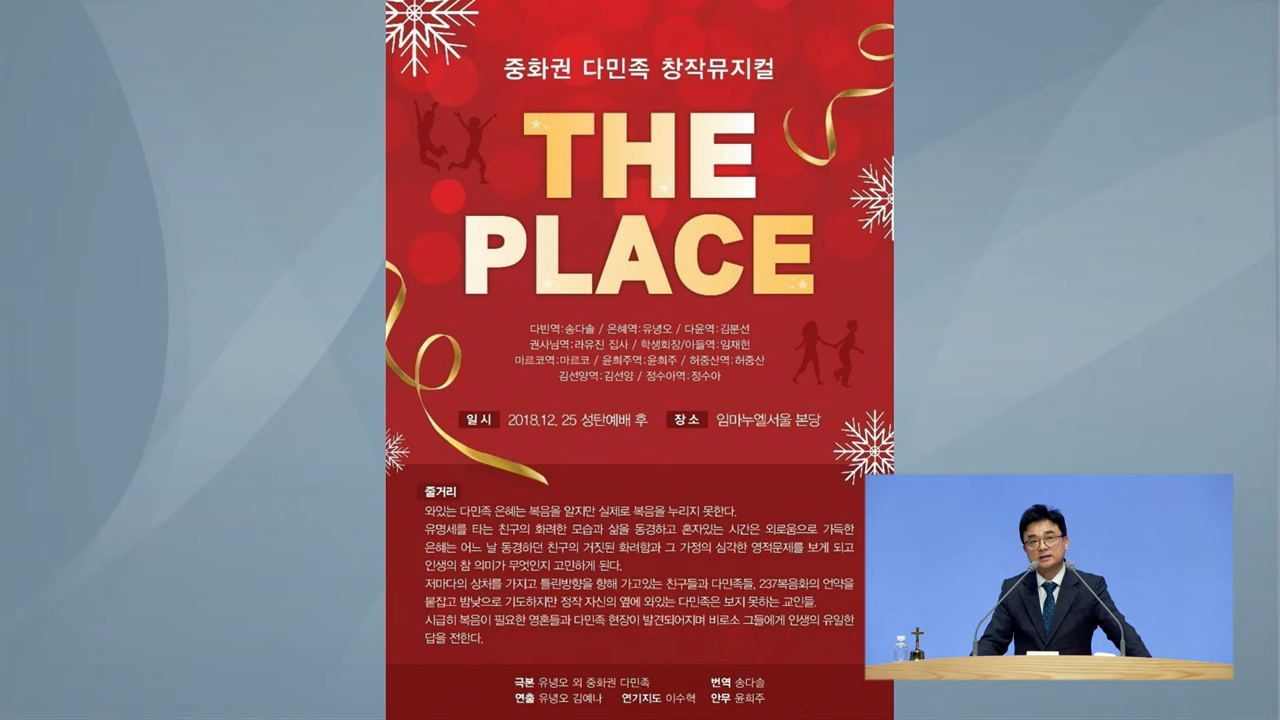 중화권 다민족 창작뮤지컬
THE
PLACE
다빈역:송다솔 / 은혜역:유녕오 / 다윤역:김분선
권사님역:라유진 집사 / 학생회장/아들역:임재헌
마르코역:마르코 / 윤희주역:윤희주 / 허중산역:허중산
김선양역:김선양 / 정수아역:정수아
일시 2018.12. 25 성탄예배 후 장소 임마누엘서울 본당
줄거리
와있는 다민족 은혜는 복음을 알지만 실제로 복음을 누리지 못한다.
유명세를 타는 친구의 화려한 모습과 삶을 동경하고 혼자있는 시간은 외로움으로 가득한
은혜는 어느 날 동경하던 친구의 거짓된 화려함과 그 가정의 심각한 영적문제를 보게 되고
인생의 참 의미가 무엇인지 고민하게 된다.
저마다의 상처를 가지고 틀린방향을 향해 가고있는 친구들과 다민족들, 237복음화의 언약을
붙잡고 밤낮으로 기도하지만 정작 자신의 옆에 와있는 다민족은 보지 못하는 교인들.
시급히 복음이 필요한 영혼들과 다민족 현장이 발견되어지며 비로소 그들에게 인생의 유일한
답을 전한다.
극본 유녕오 외 중화권 다민족 번역 송다솔
연출 유녕오 김예나 연기지도 이수혁 안무 윤희주